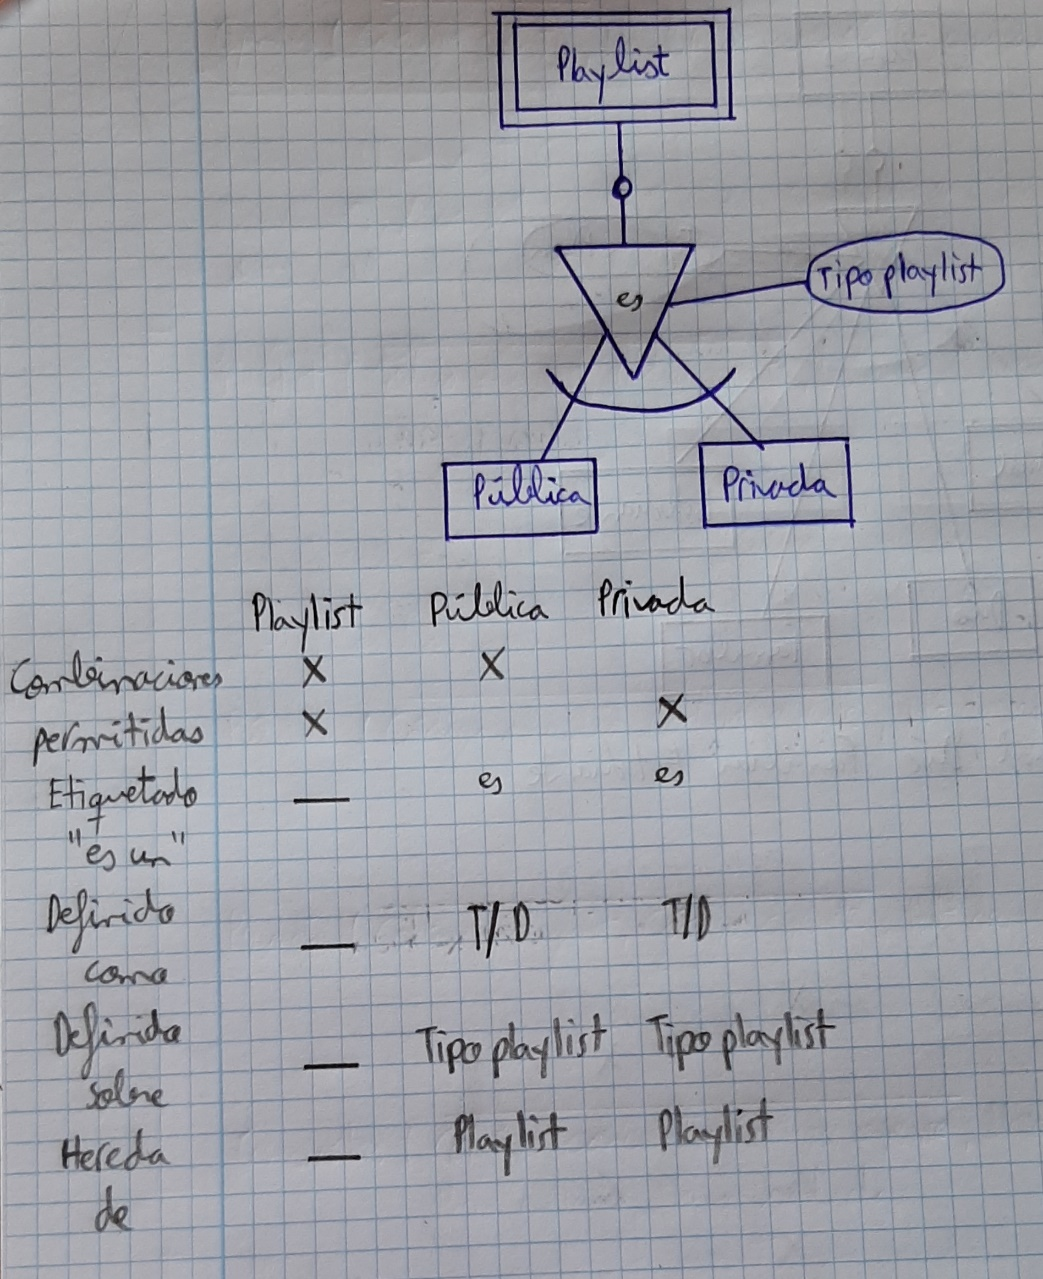 Playlist
es
Tipo playlist
Pública
Privada
Playlist Pública Privada
Combinaciones X X
permitidas X X
Etiquetado — es es
"es un"
Definido — T/D T/D
como
Definida — Tipo playlist Tipo playlist
sobre
Hereda — Playlist Playlist
de